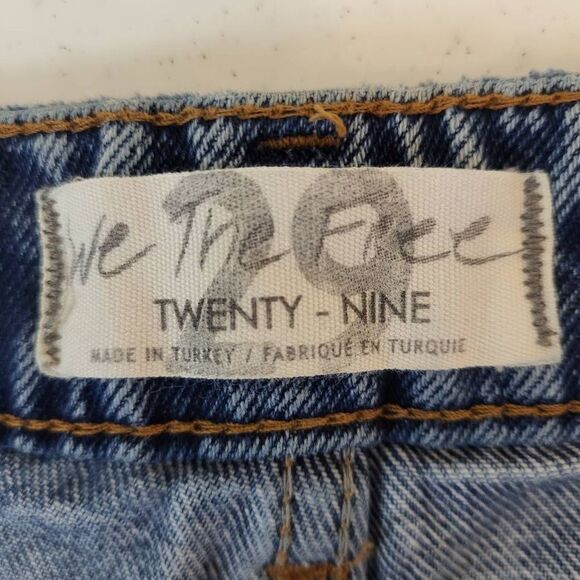 We The Free
29
TWENTY - NINE
MADE IN TURKEY / FABRIQUÉ EN TURQUIE